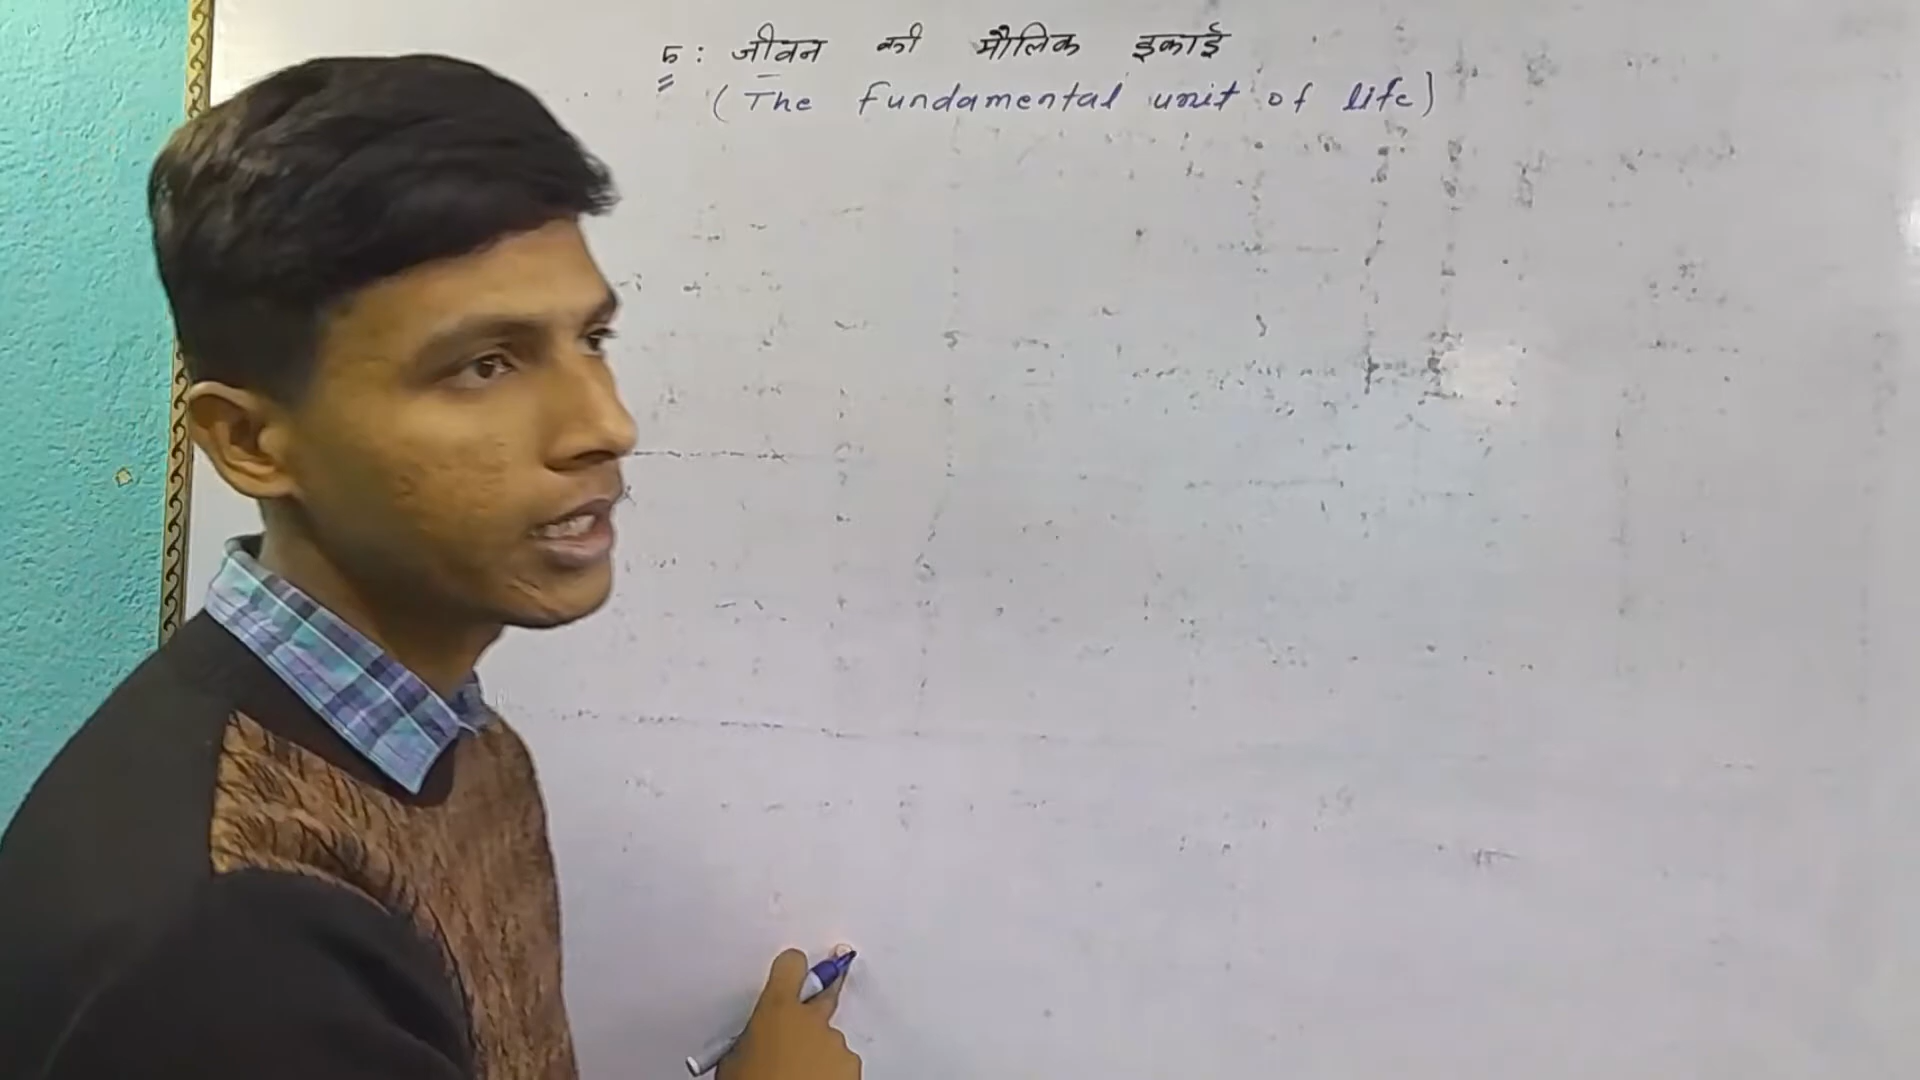 5: जीवन की मौलिक इकाई
(The fundamental unit of life)